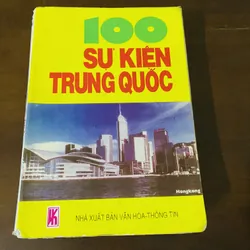 100
SỰ KIỆN
TRUNG QUỐC
Hongkong
NHÀ XUẤT BẢN VĂN HÓA-THÔNG TIN